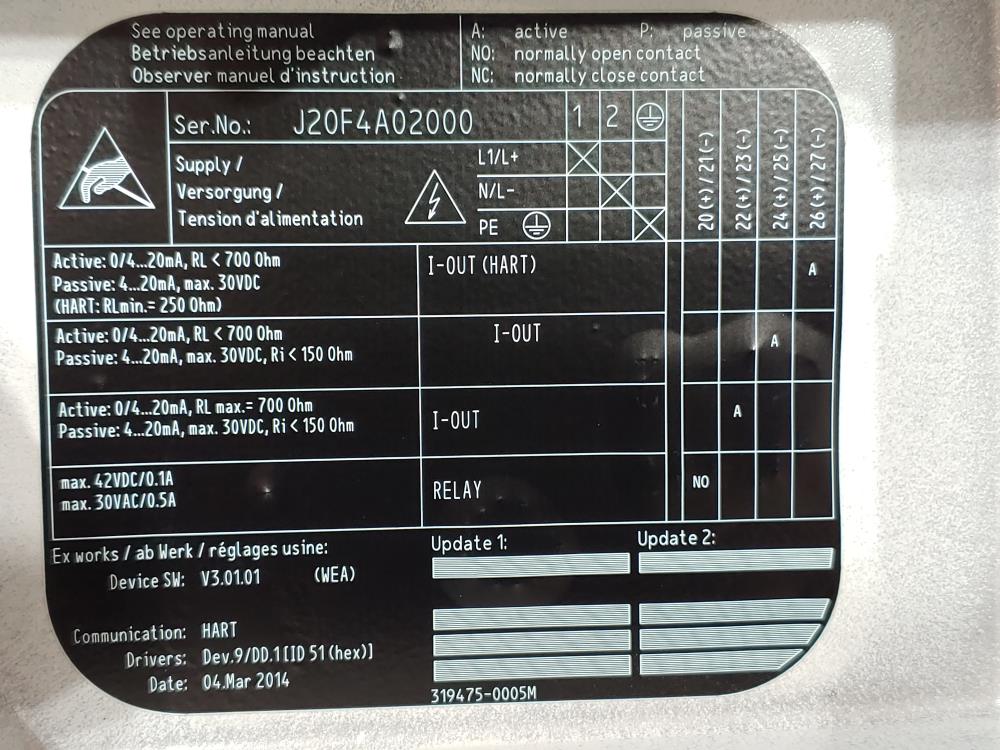 See operating manual
Betriebsanleitung beachten
Observer manuel d'instruction
A: active P: passive
NO: normally open contact
NC: normally close contact
Ser.No.: J20F4A02000
1 2
Supply /
Versorgung /
Tension d'alimentation
L1/L+
N/L-
PE
20 (+) / 21 (-)
22 (+) / 23 (-)
24 (+) / 25 (-)
26 (+) / 27 (-)
Active: 0/4...20mA, RL < 700 Ohm
Passive: 4...20mA, max. 30VDC
(HART: RLmin.= 250 Ohm)
I-OUT (HART)
A
Active: 0/4...20mA, RL < 700 Ohm
Passive: 4...20mA, max. 30VDC, Ri < 150 Ohm
I-OUT
A
Active: 0/4...20mA, RL max.= 700 Ohm
Passive: 4...20mA, max. 30VDC, Ri < 150 Ohm
I-OUT
A
max. 42VDC/0.1A
max. 30VAC/0.5A
RELAY
NO
Ex works / ab Werk / réglages usine:
Device SW: V3.01.01 (WEA)
Communication: HART
Drivers: Dev.9/DD.1[ID 51 (hex)]
Date: 04.Mar 2014
Update 1:
Update 2:
319475-0005M